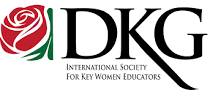 DKG
INTERNATIONAL SOCIETY
FOR KEY WOMEN EDUCATORS